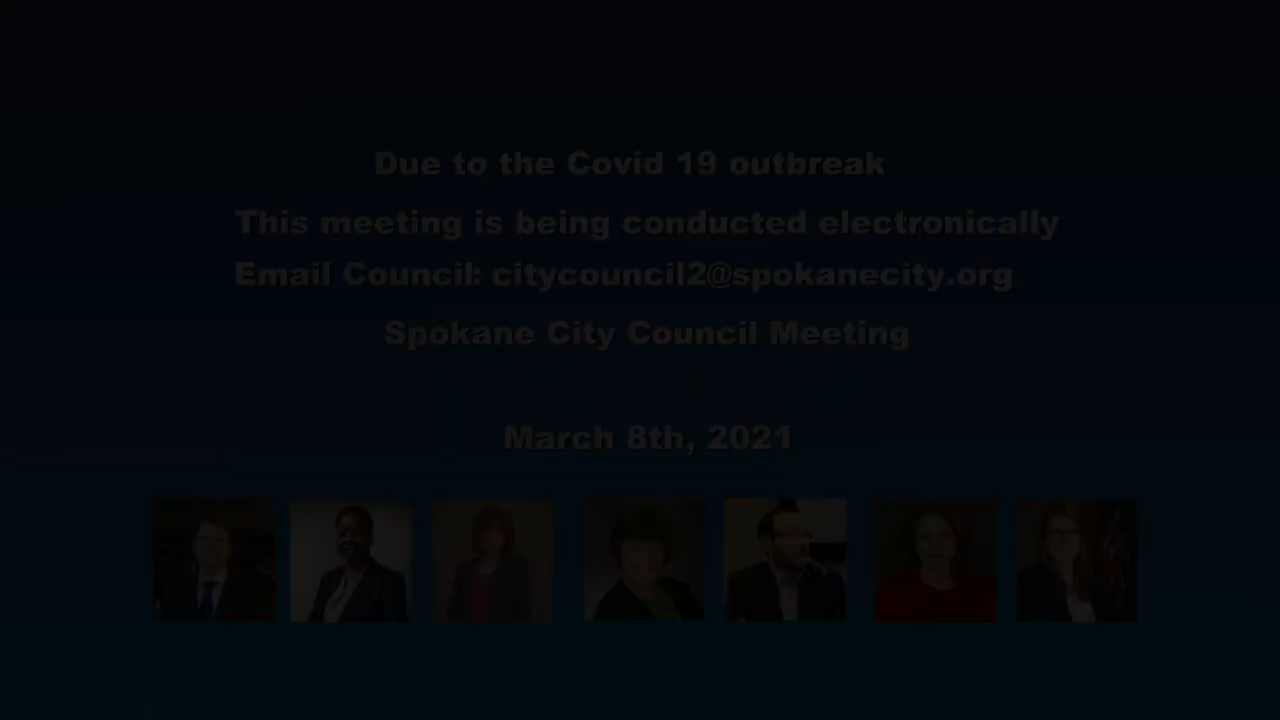 Due to the Covid 19 outbreak
This meeting is being conducted electronically
Email Council: citycouncil2@spokanecity.org
Spokane City Council Meeting
March 8th, 2021